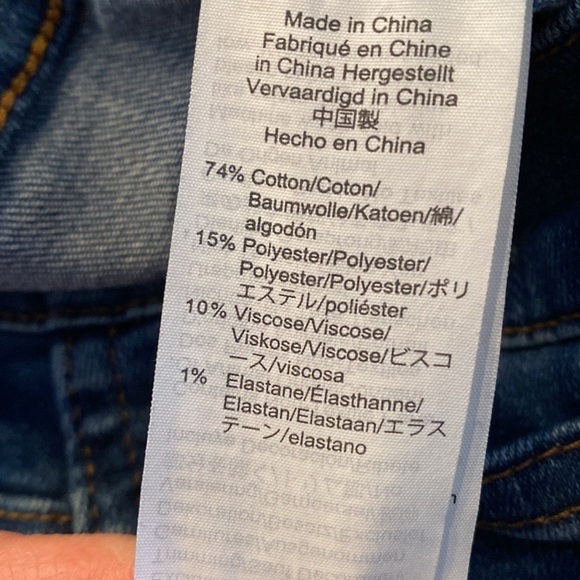 Made in China
Fabriqué en Chine
in China Hergestellt
Vervaardigd in China
中国製
Hecho en China
74% Cotton/Coton/
Baumwolle/Katoen/綿/
algodón
15% Polyester/Polyester/
Polyester/Polyester/ポリ
エステル/poliéster
10% Viscose/Viscose/
Viskose/Viscose/ビスコ
ース/viscosa
1% Elastane/Élasthanne/
Elastan/Elastaan/エラス
テーン/elastano